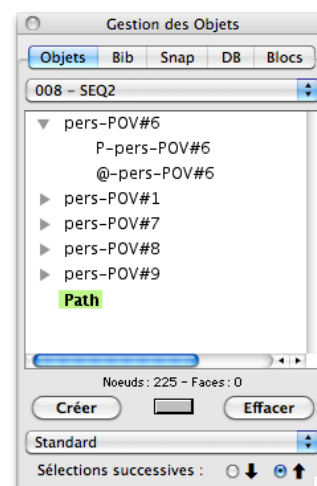 Gestion des Objets
Objets Bib Snap DB Blocs
008 – SEQ2
pers-POV#6
P-pers-POV#6
@-pers-POV#6
pers-POV#1
pers-POV#7
pers-POV#8
pers-POV#9
Path
Noeuds : 225 – Faces : 0
Créer Effacer
Standard
Sélections successives :